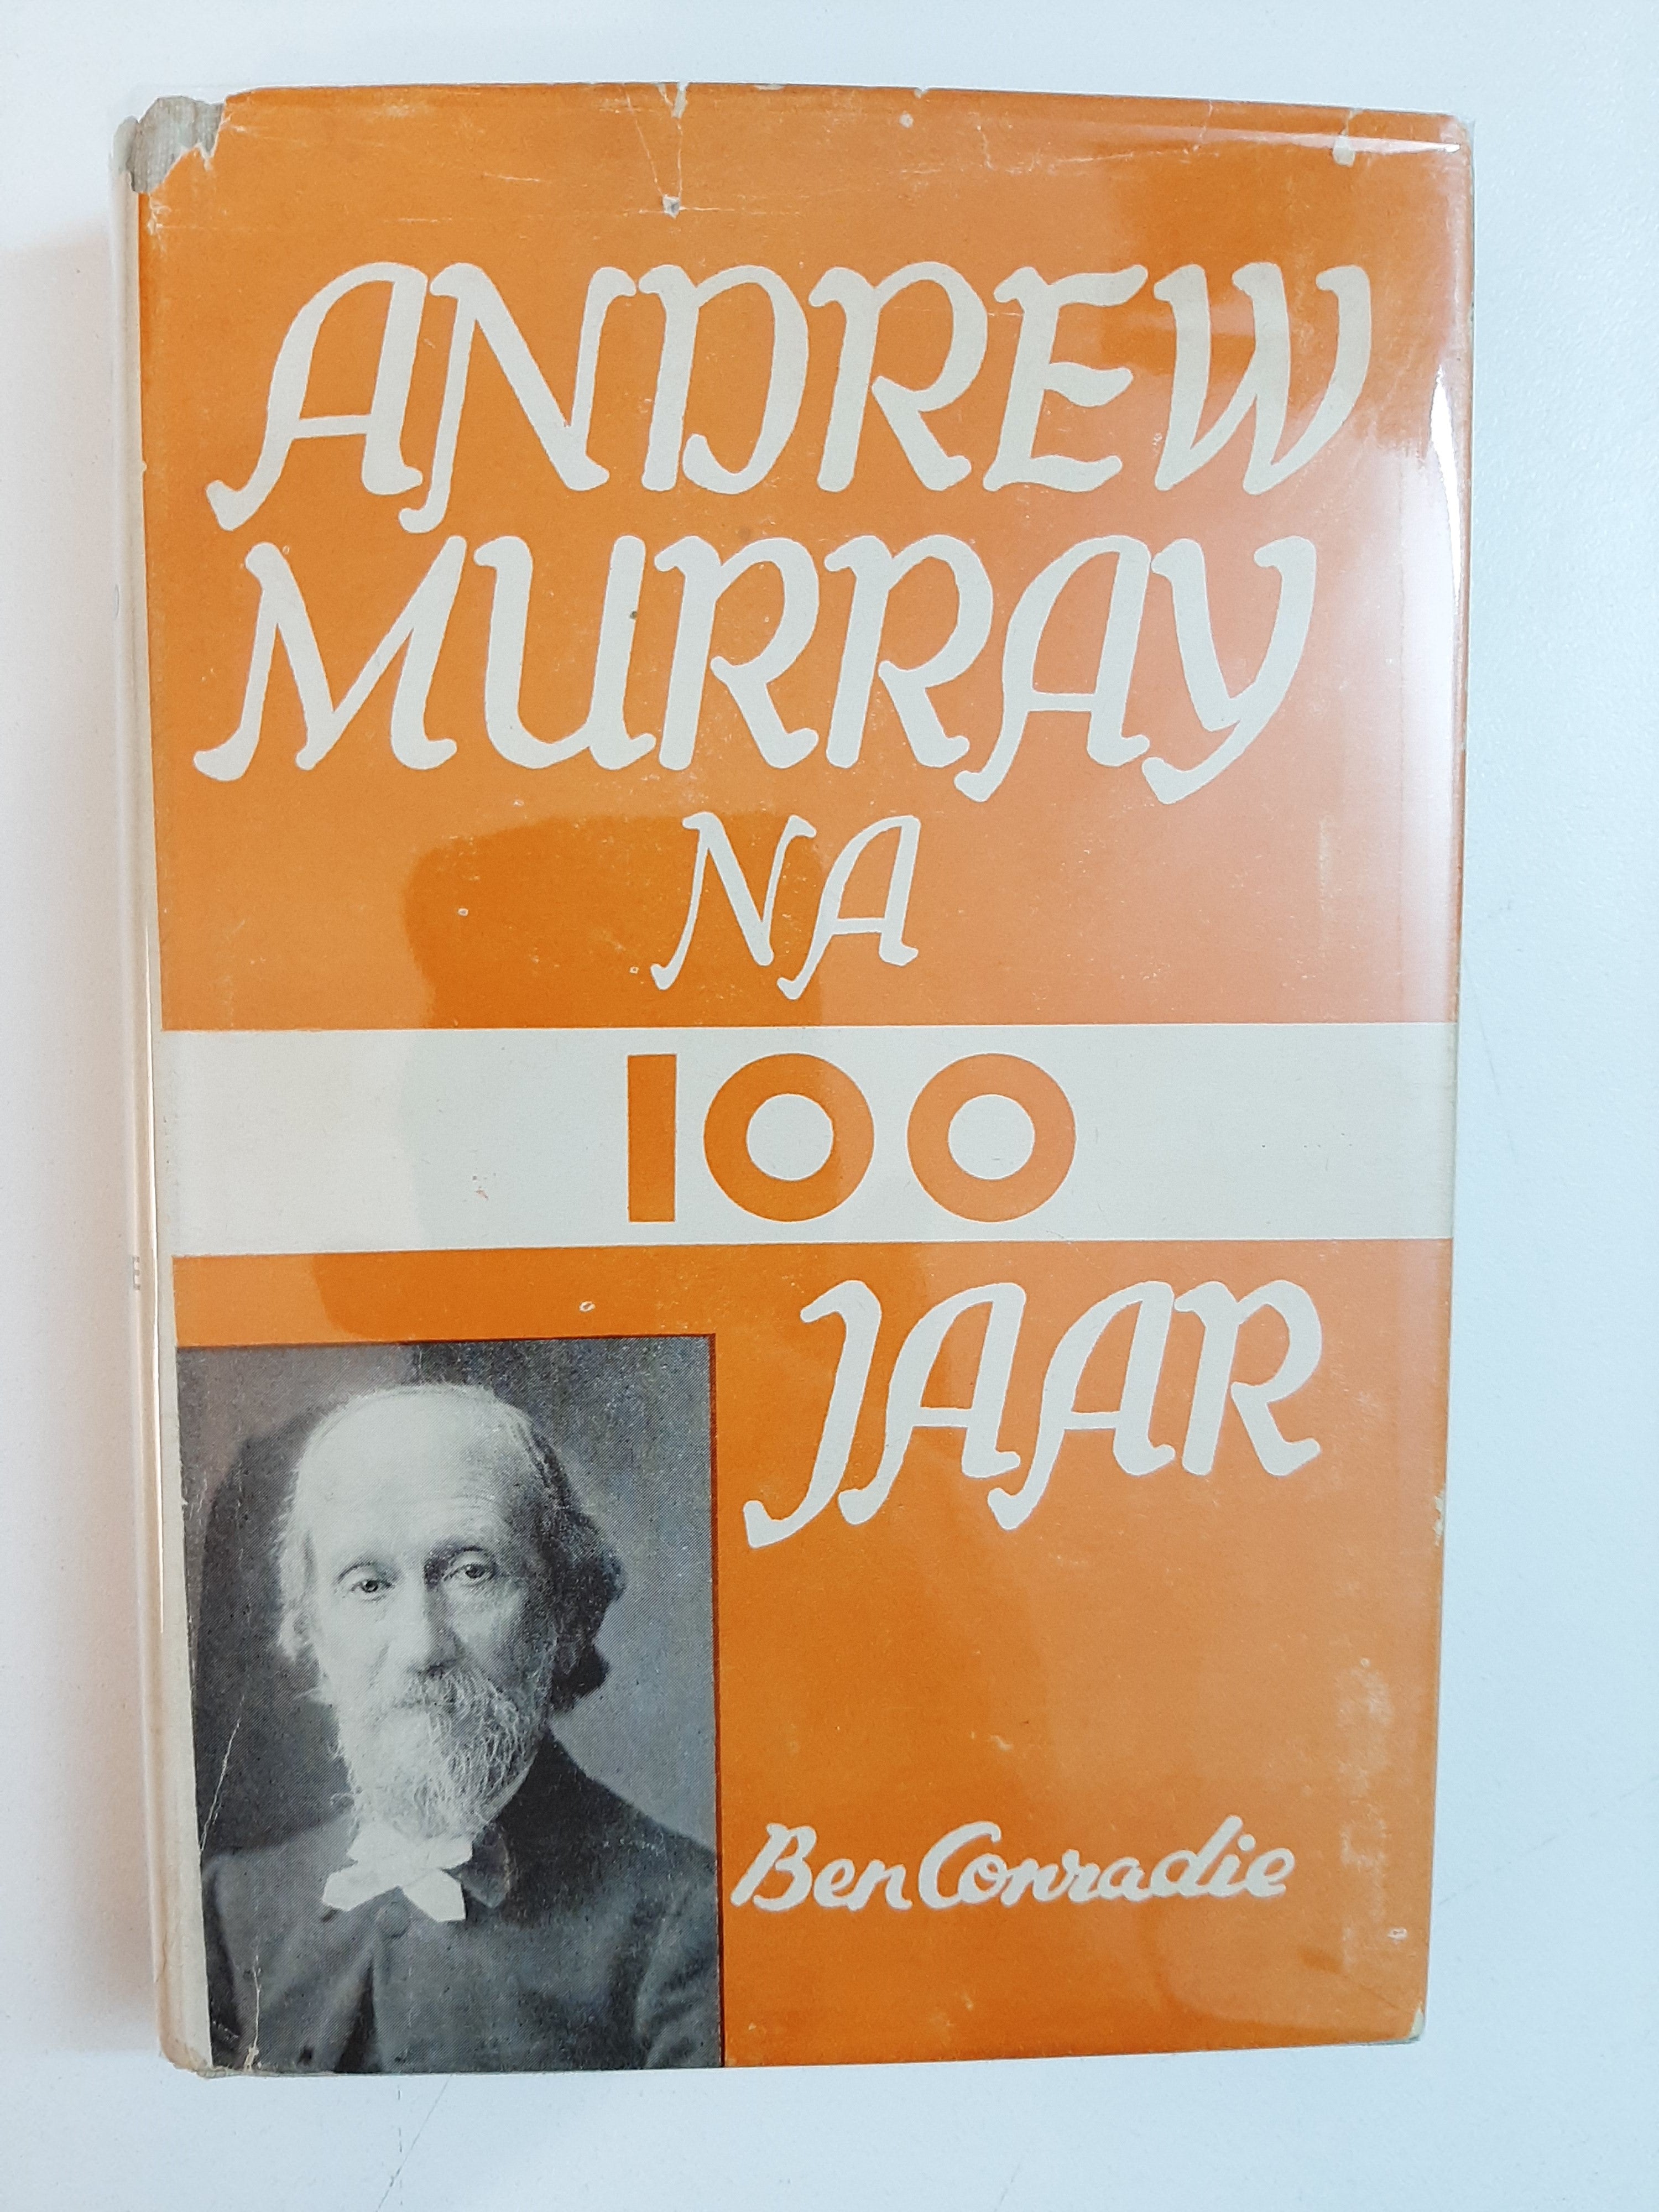 ANDREW
MURRAY
NA
100
JAAR
Ben Conradie